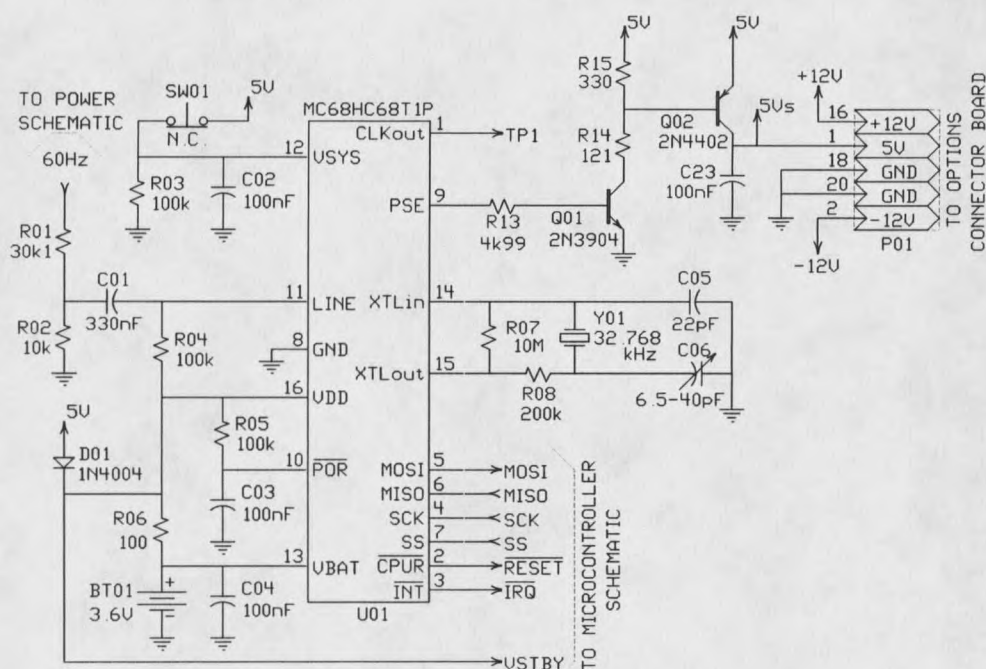 TO POWER
SCHEMATIC
60Hz
SW01
N.C
5V
R03
100k
C02
100nF
R01
30k1
C01
330nF
R02
10k
R04
100k
5V
D01
1N4004
R05
100k
C03
100nF
R06
100
BT01
3.6V
+
C04
100nF
MC68HC68T1P
CLKout
1
TP1
12
VSYS
PSE
9
11
LINE
XTLin
14
8
GND
XTLout
15
16
VDD
10
POR
MOSI
5
MOSI
MISO
6
MISO
SCK
4
SCK
SS
7
SS
13
VBAT
CPUR
2
RESET
INT
3
IRQ
U01
VSTBY
TO MICROCONTROLLER
SCHEMATIC
R13
4k99
Q01
2N3904
R15
330
R14
121
5V
5V
Q02
2N4402
5Vs
C23
100nF
R07
10M
Y01
32.768
kHz
R08
200k
C05
22pF
C06
6.5-40pF
+12V
16
+12V
1
5V
18
GND
20
GND
2
-12V
-12V
P01
TO OPTIONS
CONNECTOR BOARD